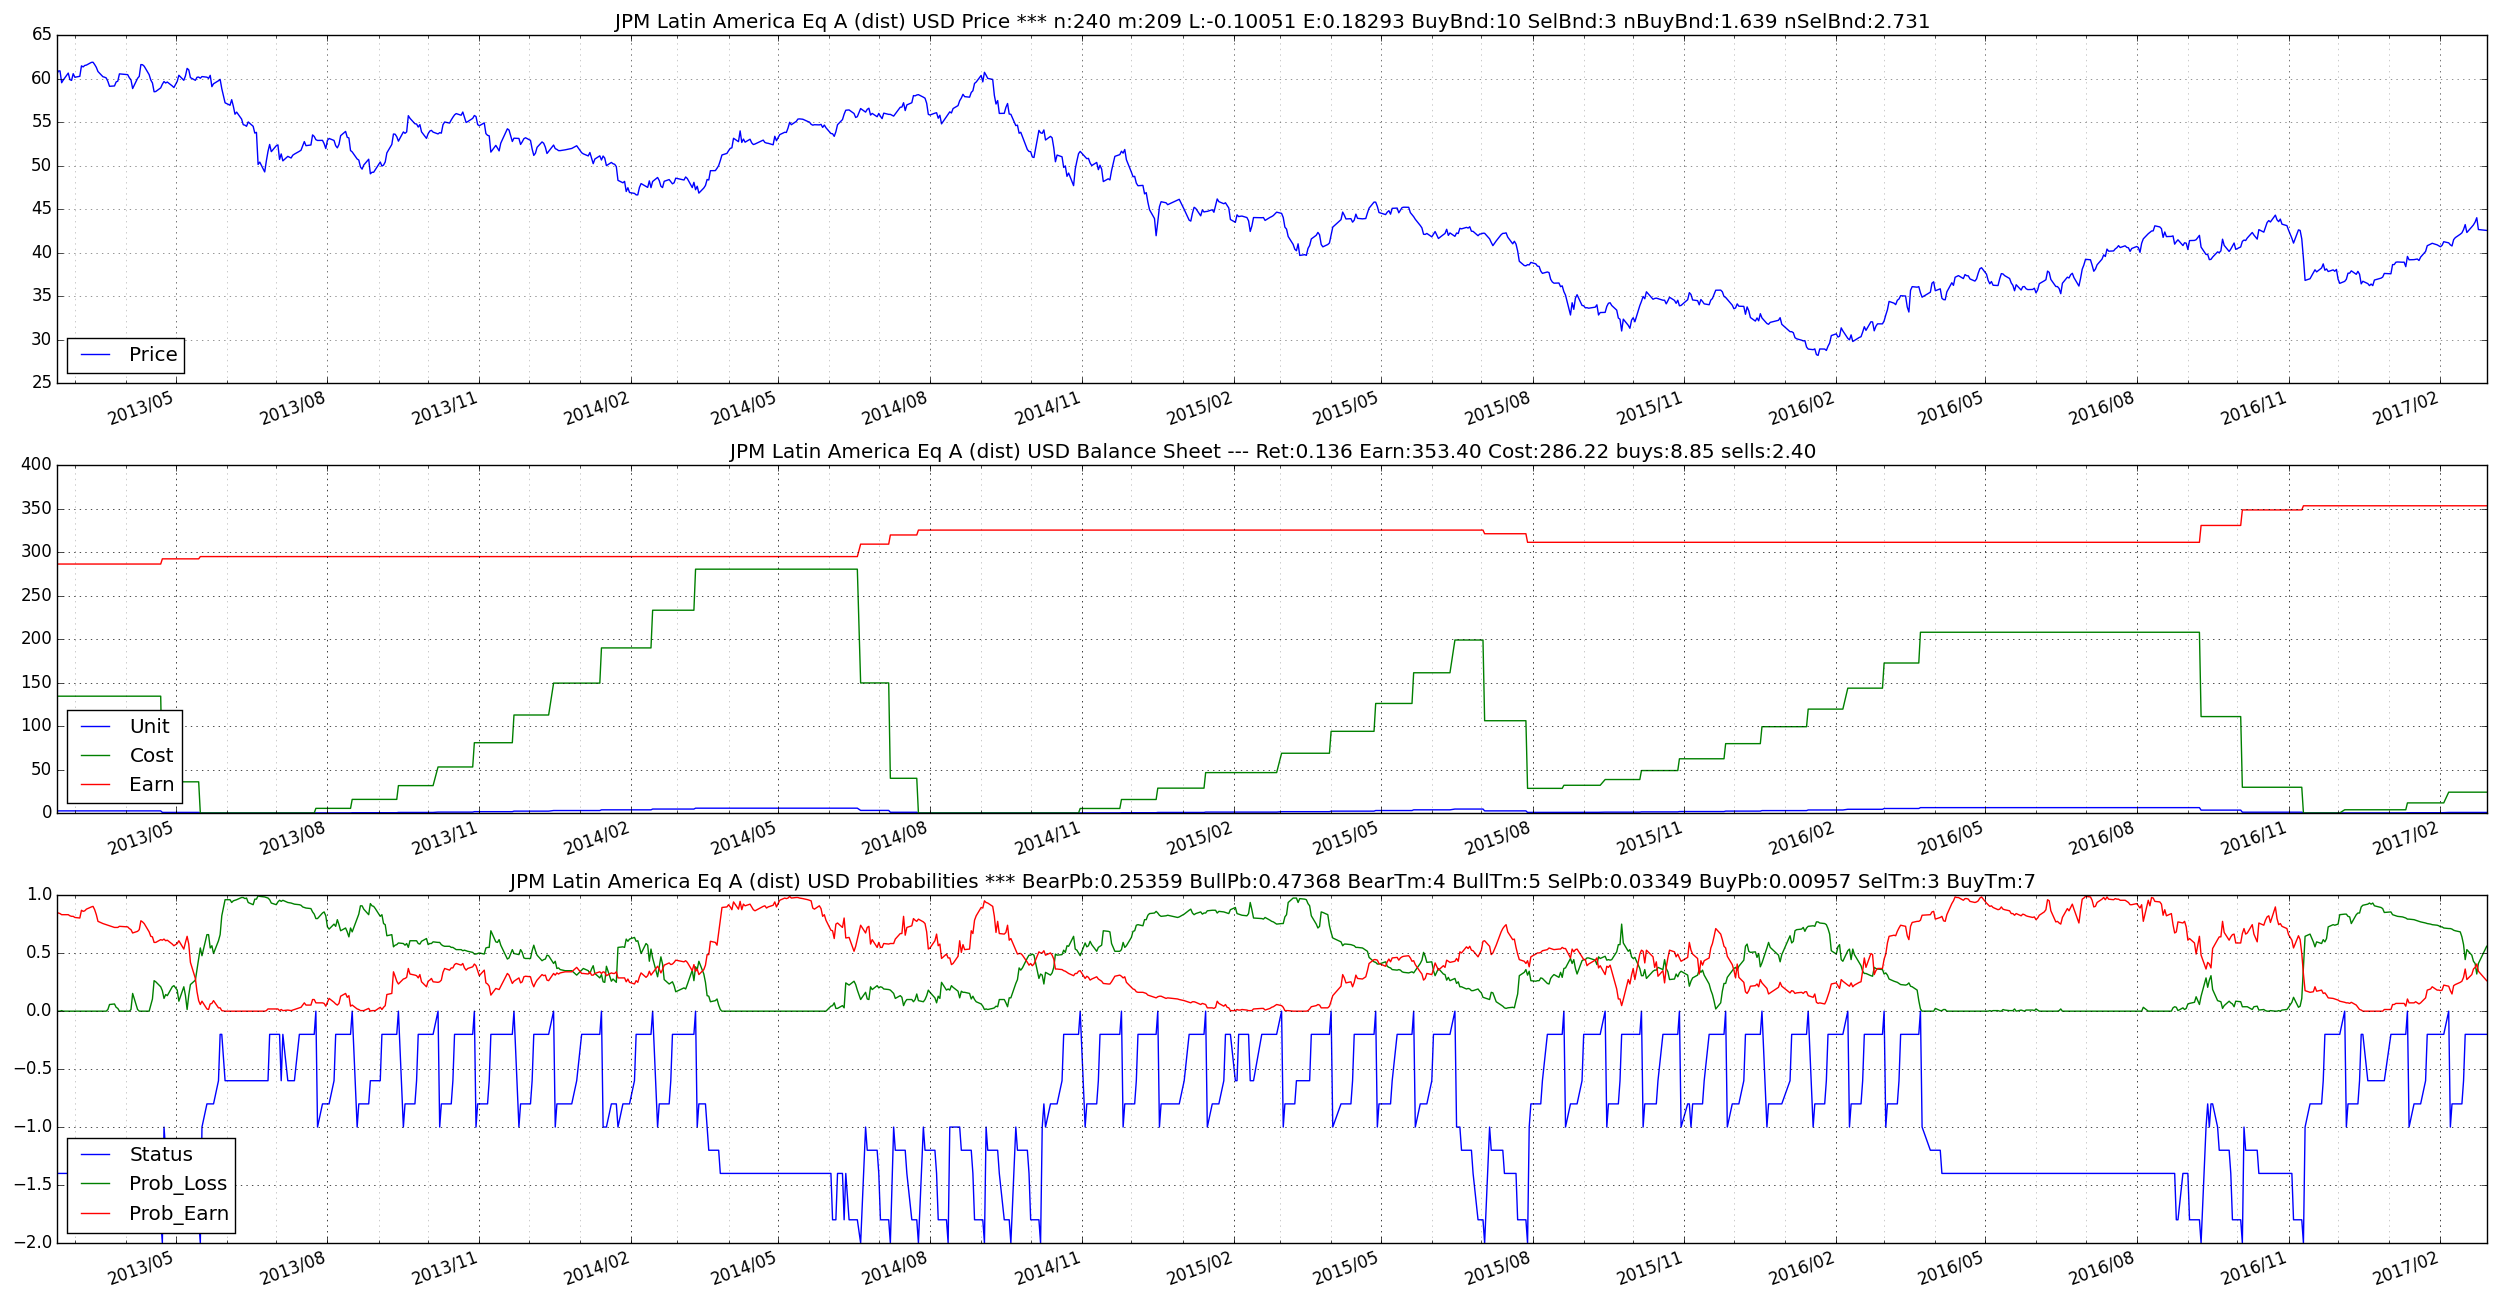 JPM Latin America Eq A (dist) USD Price *** n:240 m:209 L:-0.10051 E:0.18293 BuyBnd:10 SelBnd:3 nBuyBnd:1.639 nSelBnd:2.731
65
60
55
50
45
40
35
30
25
Price
2013/05 2013/08 2013/11 2014/02 2014/05 2014/08 2014/11 2015/02 2015/05 2015/08 2015/11 2016/02 2016/05 2016/08 2016/11 2017/02
JPM Latin America Eq A (dist) USD Balance Sheet --- Ret:0.136 Earn:353.40 Cost:286.22 buys:8.85 sells:2.40
400
350
300
250
200
150
100
50
0
Unit
Cost
Earn
2013/05 2013/08 2013/11 2014/02 2014/05 2014/08 2014/11 2015/02 2015/05 2015/08 2015/11 2016/02 2016/05 2016/08 2016/11 2017/02
JPM Latin America Eq A (dist) USD Probabilities *** BearPb:0.25359 BullPb:0.47368 BearTm:4 BullTm:5 SelPb:0.03349 BuyPb:0.00957 SelTm:3 BuyTm:7
1.0
0.5
0.0
−0.5
−1.0
−1.5
−2.0
Status
Prob_Loss
Prob_Earn
2013/05 2013/08 2013/11 2014/02 2014/05 2014/08 2014/11 2015/02 2015/05 2015/08 2015/11 2016/02 2016/05 2016/08 2016/11 2017/02